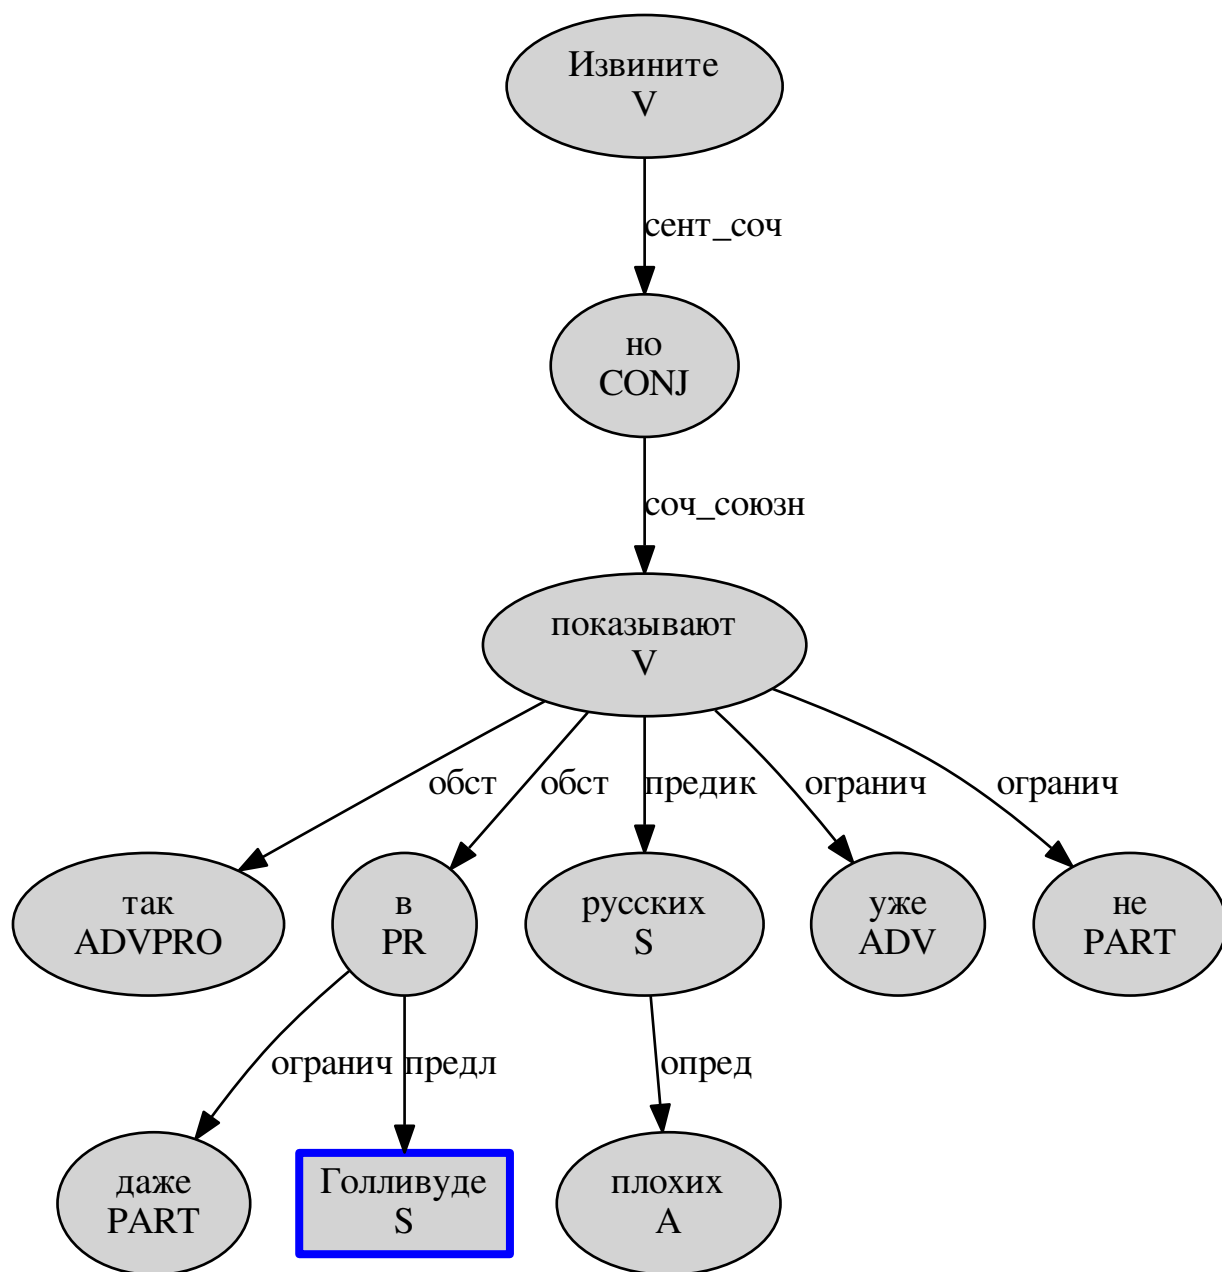 Извините
V
сент_соч
но
CONJ
соч_союзн
показывают
V
обст
обст
предик
огранич
огранич
так
ADVPRO
в
PR
русских
S
уже
ADV
не
PART
огранич
предл
опред
даже
PART
Голливуде
S
плохих
A